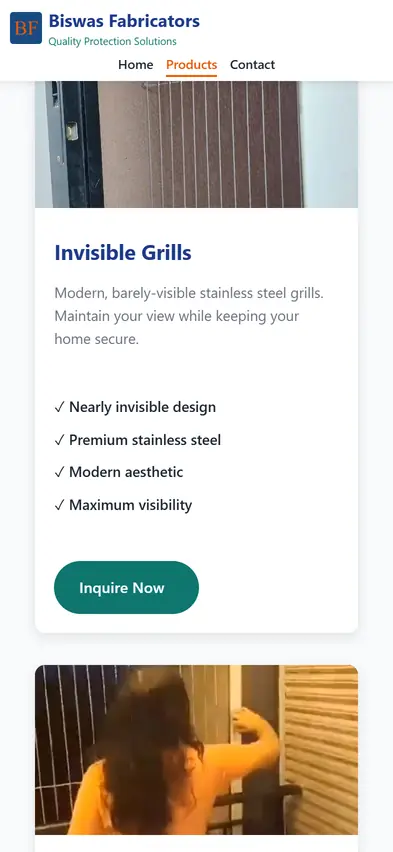 BF
Biswas Fabricators
Quality Protection Solutions
Home Products Contact
Invisible Grills
Modern, barely-visible stainless steel grills.
Maintain your view while keeping your
home secure.
✓ Nearly invisible design
✓ Premium stainless steel
✓ Modern aesthetic
✓ Maximum visibility
Inquire Now